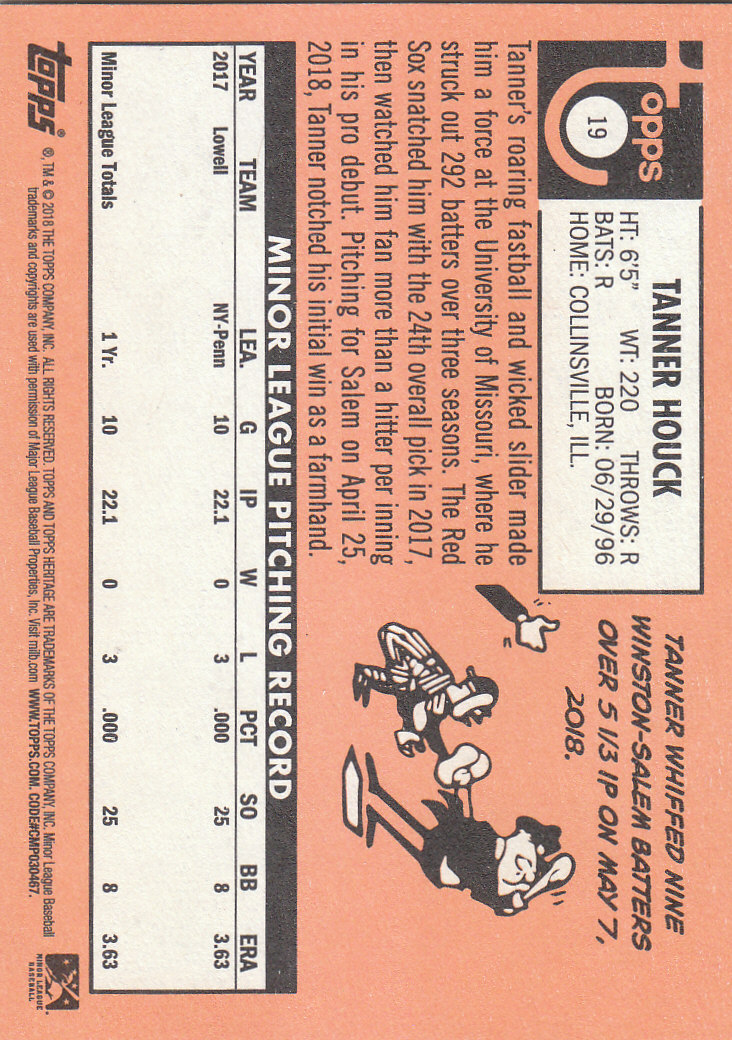 topps
19
TANNER HOUCK
HT: 6'5" WT: 220 THROWS: R
BATS: R BORN: 06/29/96
HOME: COLLINSVILLE, ILL.
TANNER WHIFFED NINE
WINSTON-SALEM BATTERS
OVER 5 1/3 IP ON MAY 7,
2018.
Tanner's roaring fastball and wicked slider made
him a force at the University of Missouri, where he
struck out 292 batters over three seasons. The Red
Sox snatched him with the 24th overall pick in 2017,
then watched him fan more than a hitter per inning
in his pro debut. Pitching for Salem on April 25,
2018, Tanner notched his initial win as a farmhand.
MINOR LEAGUE PITCHING RECORD
YEAR TEAM LEA. G IP W L PCT SO BB ERA
2017 Lowell NY-Penn 10 22.1 0 3 .000 25 8 3.63
Minor League Totals 1 Yr. 10 22.1 0 3 .000 25 8 3.63
topps®
®, TM & © 2018 THE TOPPS COMPANY, INC. ALL RIGHTS RESERVED. TOPPS AND TOPPS HERITAGE ARE TRADEMARKS OF THE TOPPS COMPANY, INC. Minor League Baseball
trademarks and copyrights are used with permission of Major League Baseball Properties, Inc. Visit milb.com WWW.TOPPS.COM. CODE#CMP030467.
MINOR LEAGUE
BASEBALL